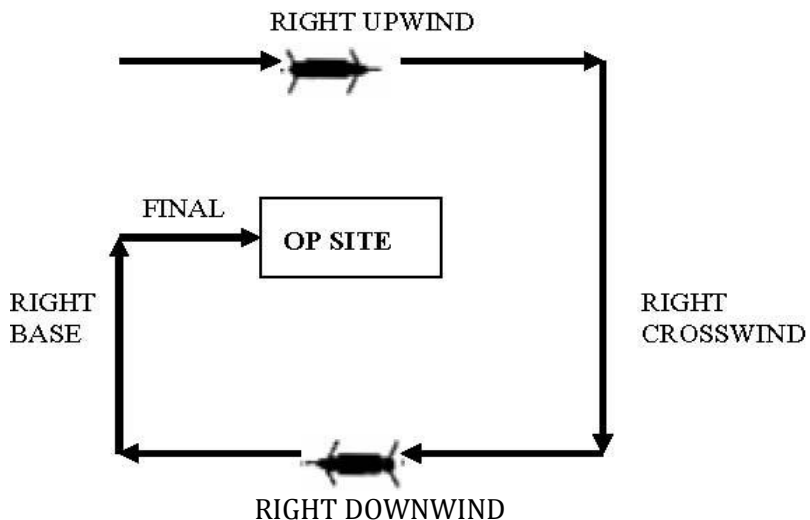 RIGHT UPWIND
FINAL
OP SITE
RIGHT
BASE
RIGHT
CROSSWIND
RIGHT DOWNWIND